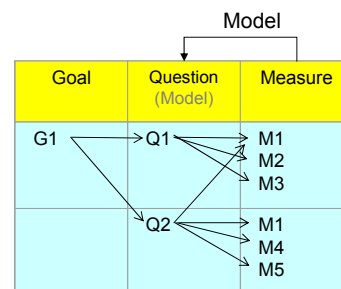 Model
Goal
Question
(Model)
Measure
G1
Q1
M1
M2
M3
Q2
M1
M4
M5